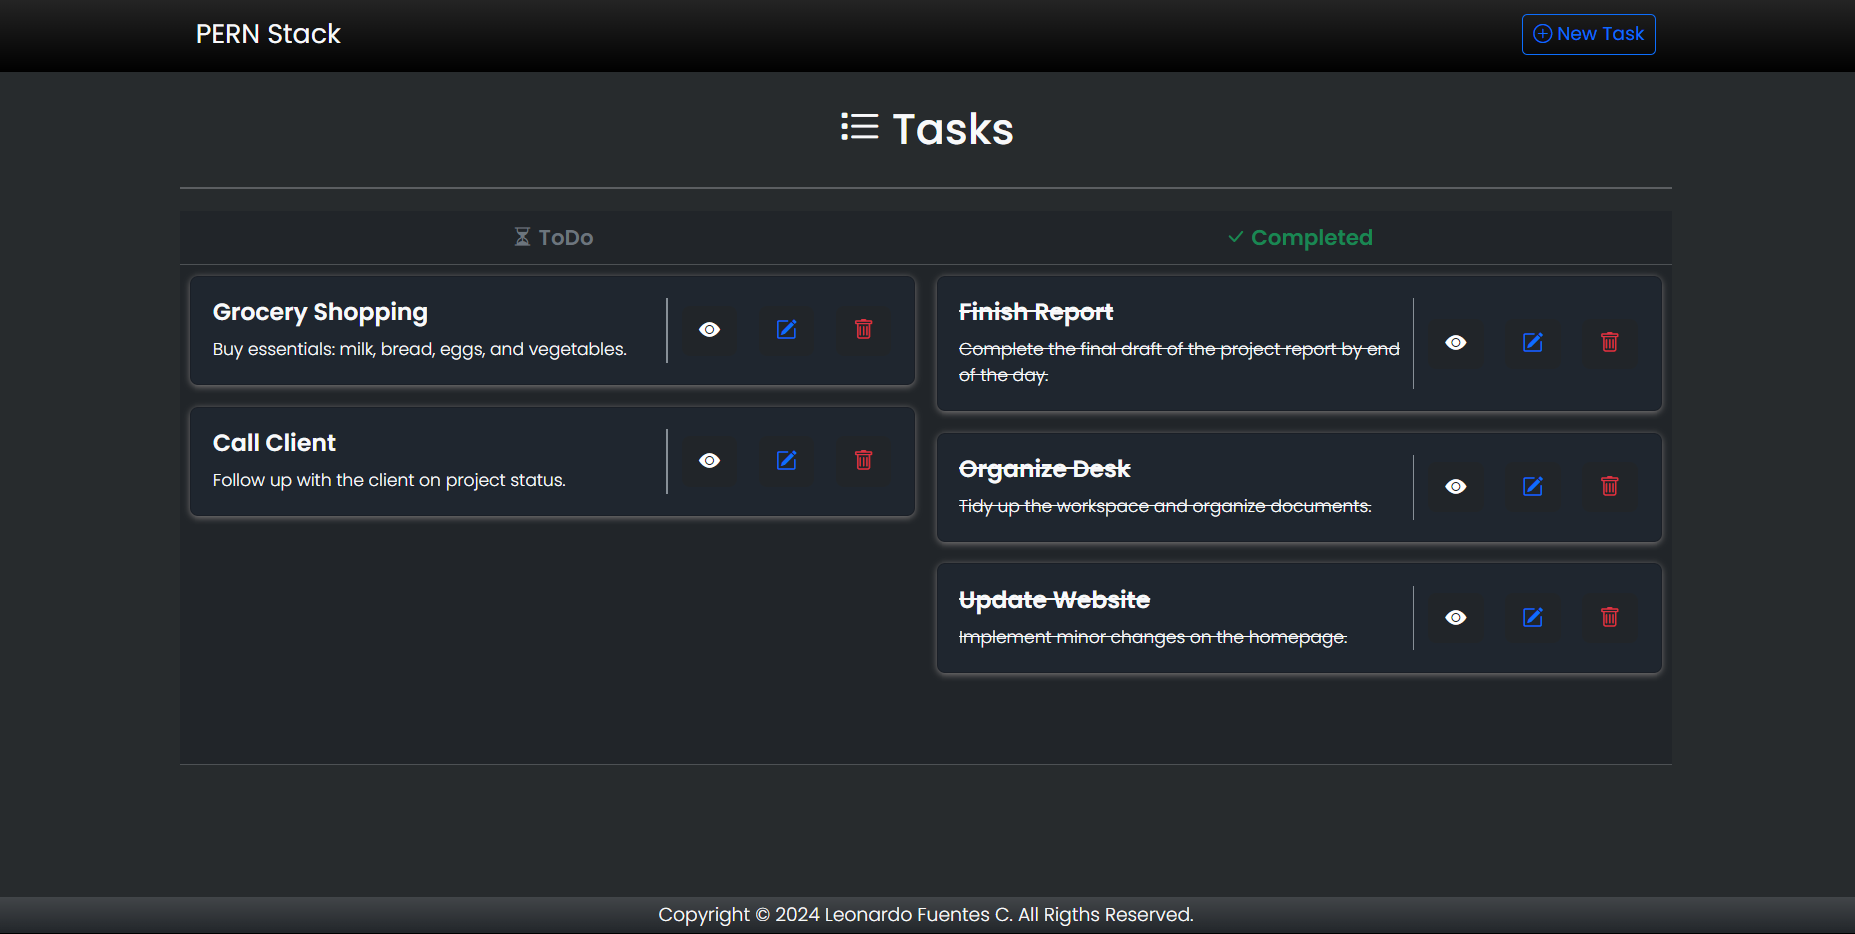 PERN Stack
New Task
Tasks
ToDo
Completed
Grocery Shopping
Buy essentials: milk, bread, eggs, and vegetables.
Call Client
Follow up with the client on project status.
Finish Report
Complete the final draft of the project report by end
of the day.
Organize Desk
Tidy up the workspace and organize documents.
Update Website
Implement minor changes on the homepage.
Copyright © 2024 Leonardo Fuentes C. All Rigths Reserved.